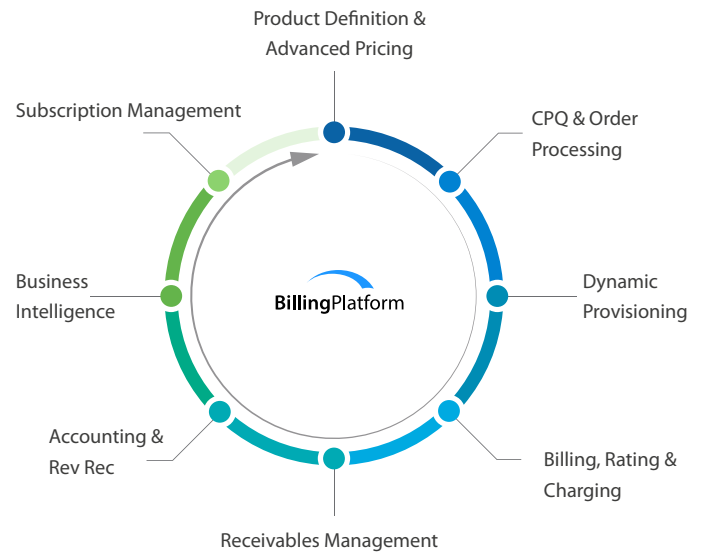 Product Definition &
Advanced Pricing
Subscription Management
CPQ & Order
Processing
Business
Intelligence
BillingPlatform
Dynamic
Provisioning
Accounting &
Rev Rec
Billing, Rating &
Charging
Receivables Management